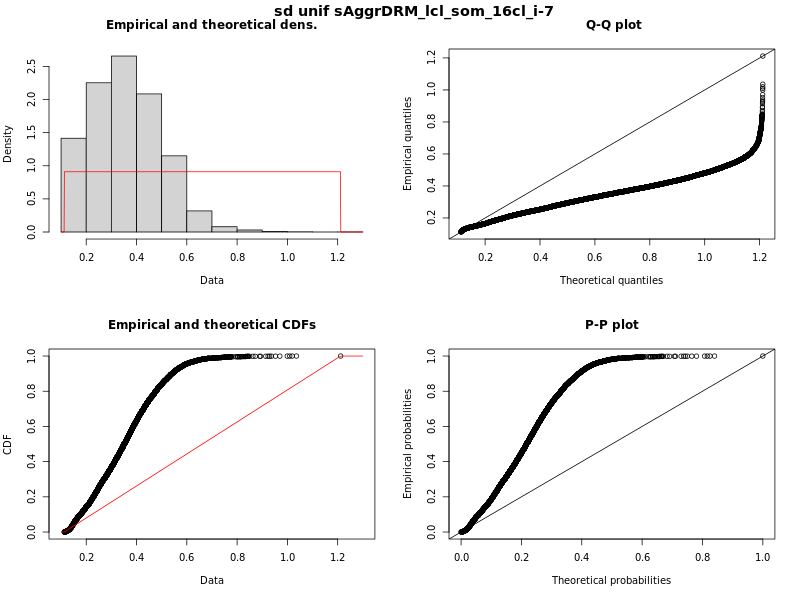 sd unif sAggrDRM_lcl_som_16cl_i-7
Empirical and theoretical dens.
Density
0.0 0.5 1.0 1.5 2.0 2.5
0.2 0.4 0.6 0.8 1.0 1.2
Data
Q-Q plot
Empirical quantiles
0.2 0.4 0.6 0.8 1.0 1.2
0.2 0.4 0.6 0.8 1.0 1.2
Theoretical quantiles
Empirical and theoretical CDFs
CDF
0.0 0.2 0.4 0.6 0.8 1.0
0.2 0.4 0.6 0.8 1.0 1.2
Data
P-P plot
Empirical probabilities
0.0 0.2 0.4 0.6 0.8 1.0
0.0 0.2 0.4 0.6 0.8 1.0
Theoretical probabilities